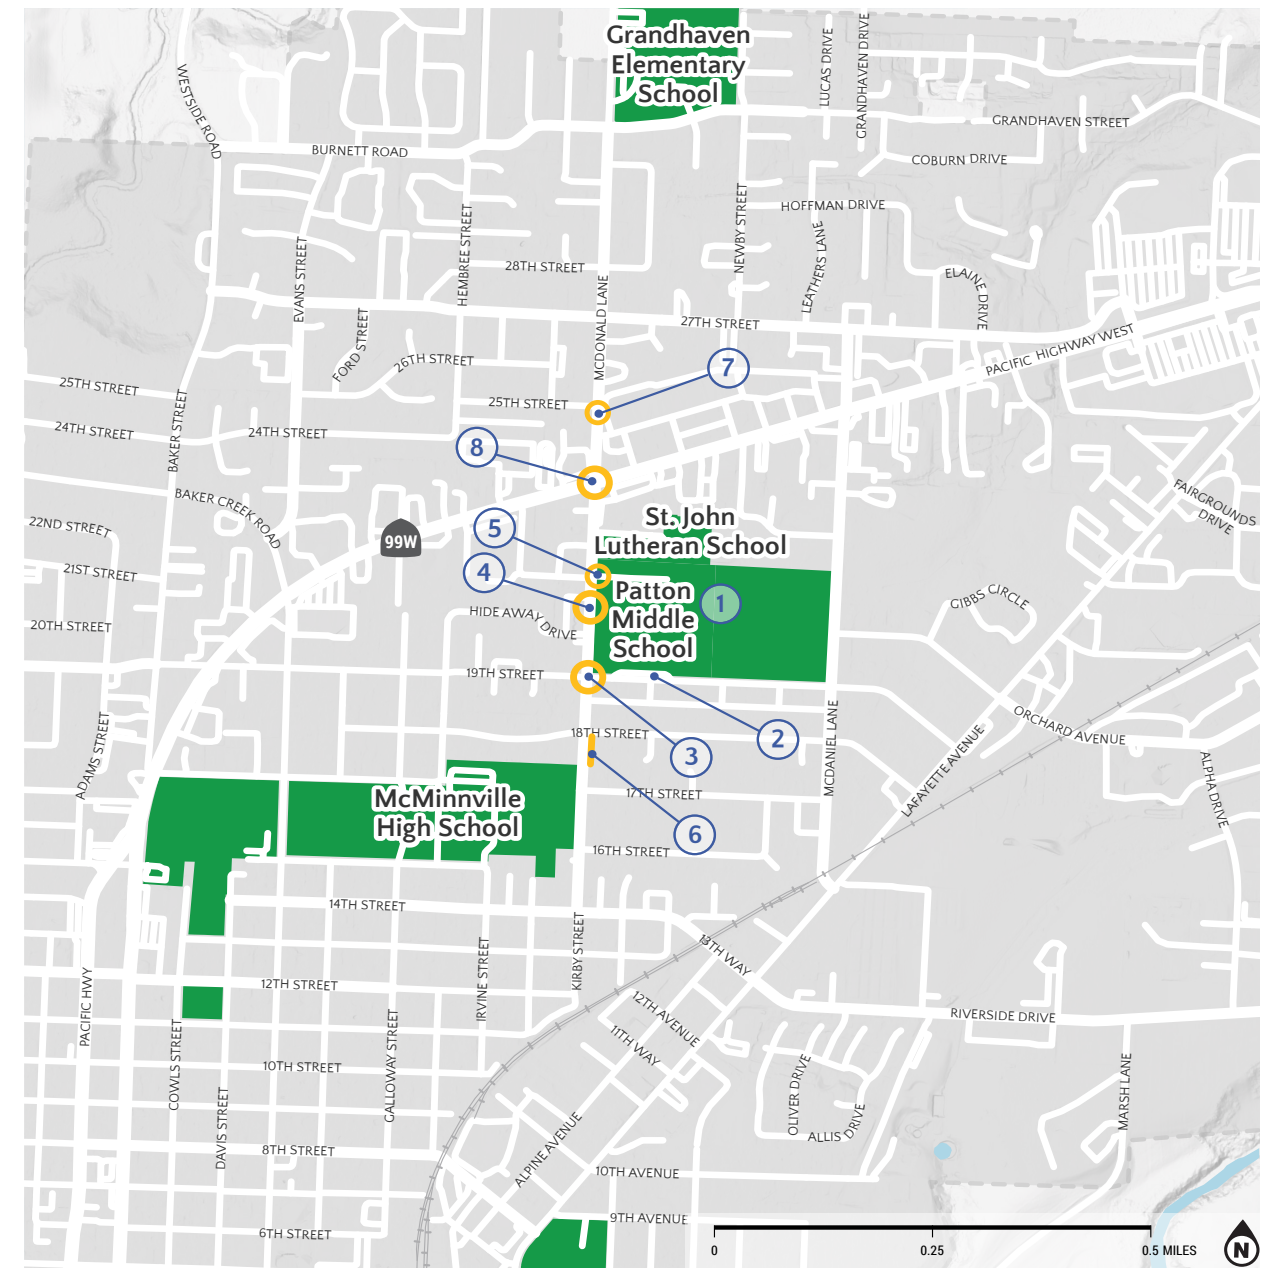 Grandhaven
Elementary
School
LUCAS DRIVE
GRANDHAVEN DRIVE
WESTSIDE ROAD
GRANDHAVEN STREET
BURNETT ROAD
COBURN DRIVE
HOFFMAN DRIVE
NEWBY STREET
HEMBREE STREET
EVANS STREET
LEATHERS LANE
28TH STREET
ELAINE DRIVE
MCDONALD LANE
27TH STREET
FORD STREET
PACIFIC HIGHWAY WEST
26TH STREET
7
25TH STREET
25TH STREET
24TH STREET
24TH STREET
BAKER STREET
8
BAKER CREEK ROAD
FAIRGROUNDS
DRIVE
22ND STREET
99W
5
St. John
Lutheran School
21ST STREET
4
Patton
Middle
School
1
GIBBS CIRCLE
HIDE AWAY DRIVE
20TH STREET
19TH STREET
ORCHARD AVENUE
18TH STREET
2
3
MCDANIEL LANE
ADAMS STREET
LAFAYETTE AVENUE
ALPHA DRIVE
17TH STREET
McMinnville
High School
6
16TH STREET
14TH STREET
KIRBY STREET
13TH WAY
IRVINE STREET
12TH STREET
PACIFIC HWY
12TH AVENUE
RIVERSIDE DRIVE
11TH WAY
COWLS STREET
GALLOWAY STREET
10TH STREET
OLIVER DRIVE
MARSH LANE
DAVIS STREET
ALLIS DRIVE
ALPINE AVENUE
8TH STREET
10TH AVENUE
9TH AVENUE
6TH STREET
0
0.25
0.5 MILES
N